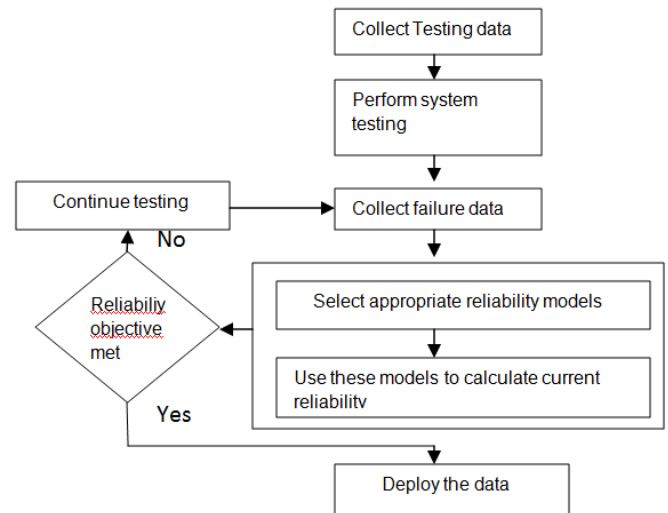 Collect Testing data
Perform system
testing
Continue testing
Collect failure data
No
Reliabiliy
objective
met
Select appropriate reliability models
Use these models to calculate current
reliability
Yes
Deploy the data